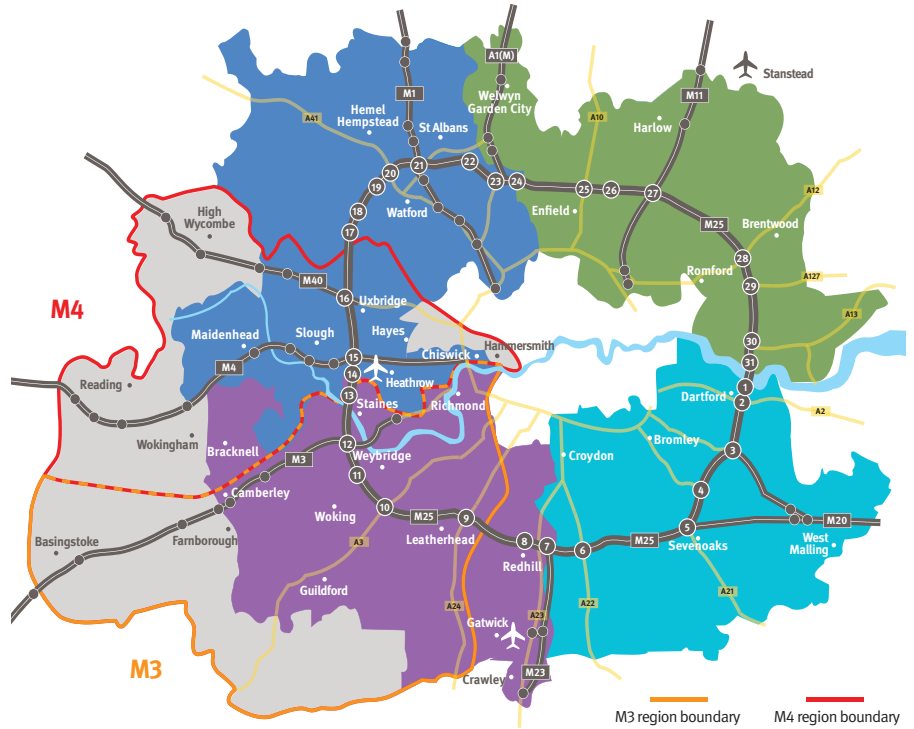 A1(M)
Stanstead
M1
Welwyn
Garden City
M11
Hemel
Hempstead
A41
St Albans
A10
Harlow
21
22
20
23
24
19
25
26
27
A12
18
Watford
Enfield
High
Wycombe
M25
Brentwood
17
28
M40
Romford
A127
16
29
Uxbridge
M4
A13
Maidenhead
Slough
Hayes
30
Hammersmith
15
Chiswick
31
M4
14
Heathrow
Reading
1
13
Richmond
Dartford
2
Staines
A2
Wokingham
Bracknell
12
Bromley
M3
Weybridge
Croydon
3
11
Camberley
4
Woking
10
M25
9
5
M20
Farnborough
Leatherhead
8
7
6
M25
Sevenoaks
West
Malling
Basingstoke
A3
Redhill
Guildford
A21
A24
A23
A22
Gatwick
M3
Crawley
M23
M3 region boundary
M4 region boundary